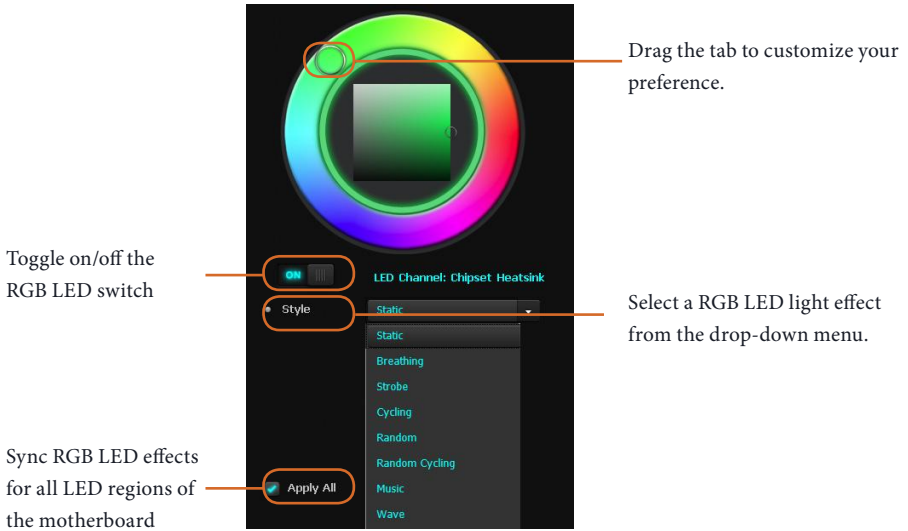 Drag the tab to customize your
preference.
Toggle on/off the
RGB LED switch
ON
LED Channel: Chipset Heatsink
Style
Static
Select a RGB LED light effect
from the drop-down menu.
Static
Breathing
Strobe
Cycling
Random
Random Cycling
Music
Wave
Sync RGB LED effects
for all LED regions of
the motherboard
Apply All